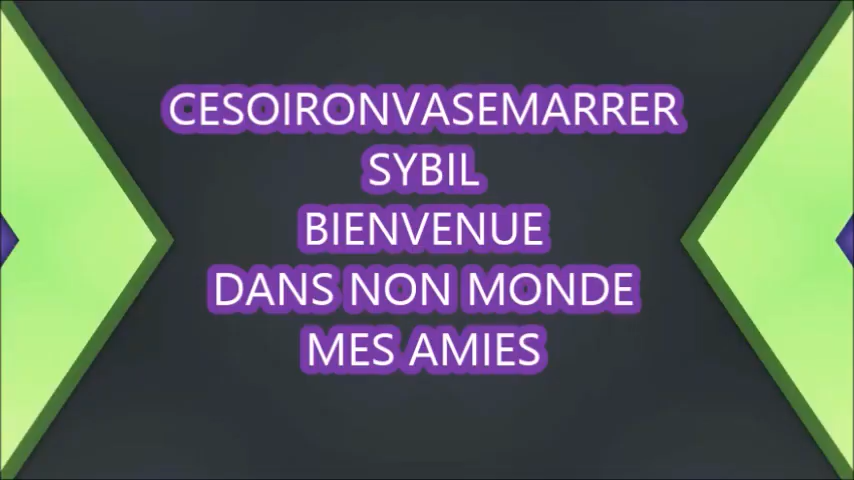 CESOIRONVASEMARRER
SYBIL
BIENVENUE
DANS NON MONDE
MES AMIES